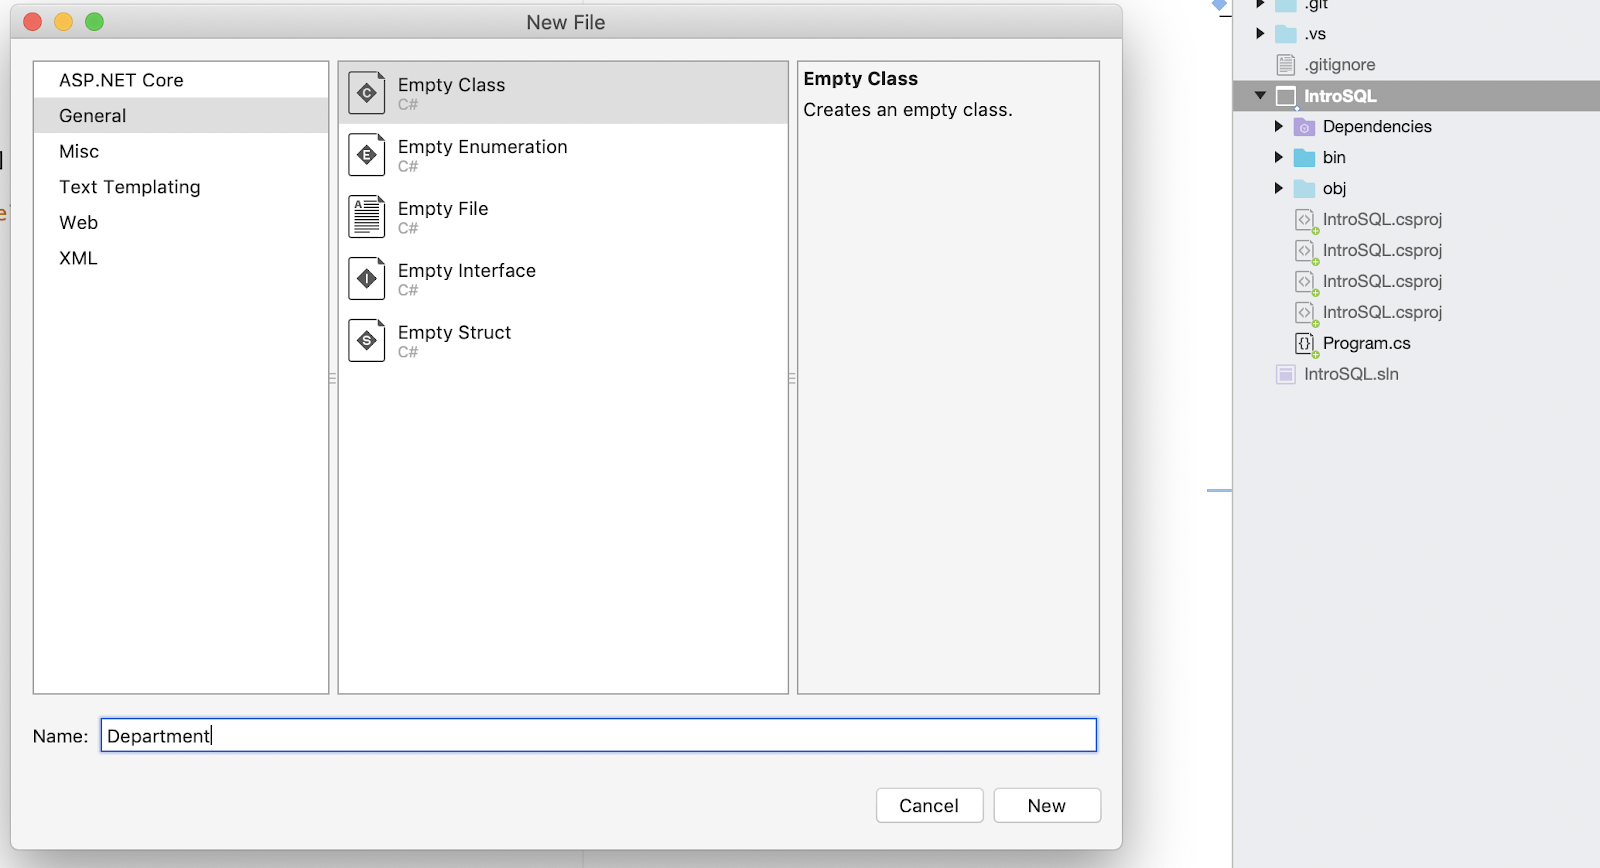 New File
ASP.NET Core
General
Misc
Text Templating
Web
XML
Empty Class
C#
Empty Enumeration
C#
Empty File
C#
Empty Interface
C#
Empty Struct
C#
Empty Class
Creates an empty class.
Name: Department
Cancel New
.git
.vs
.gitignore
IntroSQL
Dependencies
bin
obj
IntroSQL.csproj
IntroSQL.csproj
IntroSQL.csproj
IntroSQL.csproj
Program.cs
IntroSQL.sln